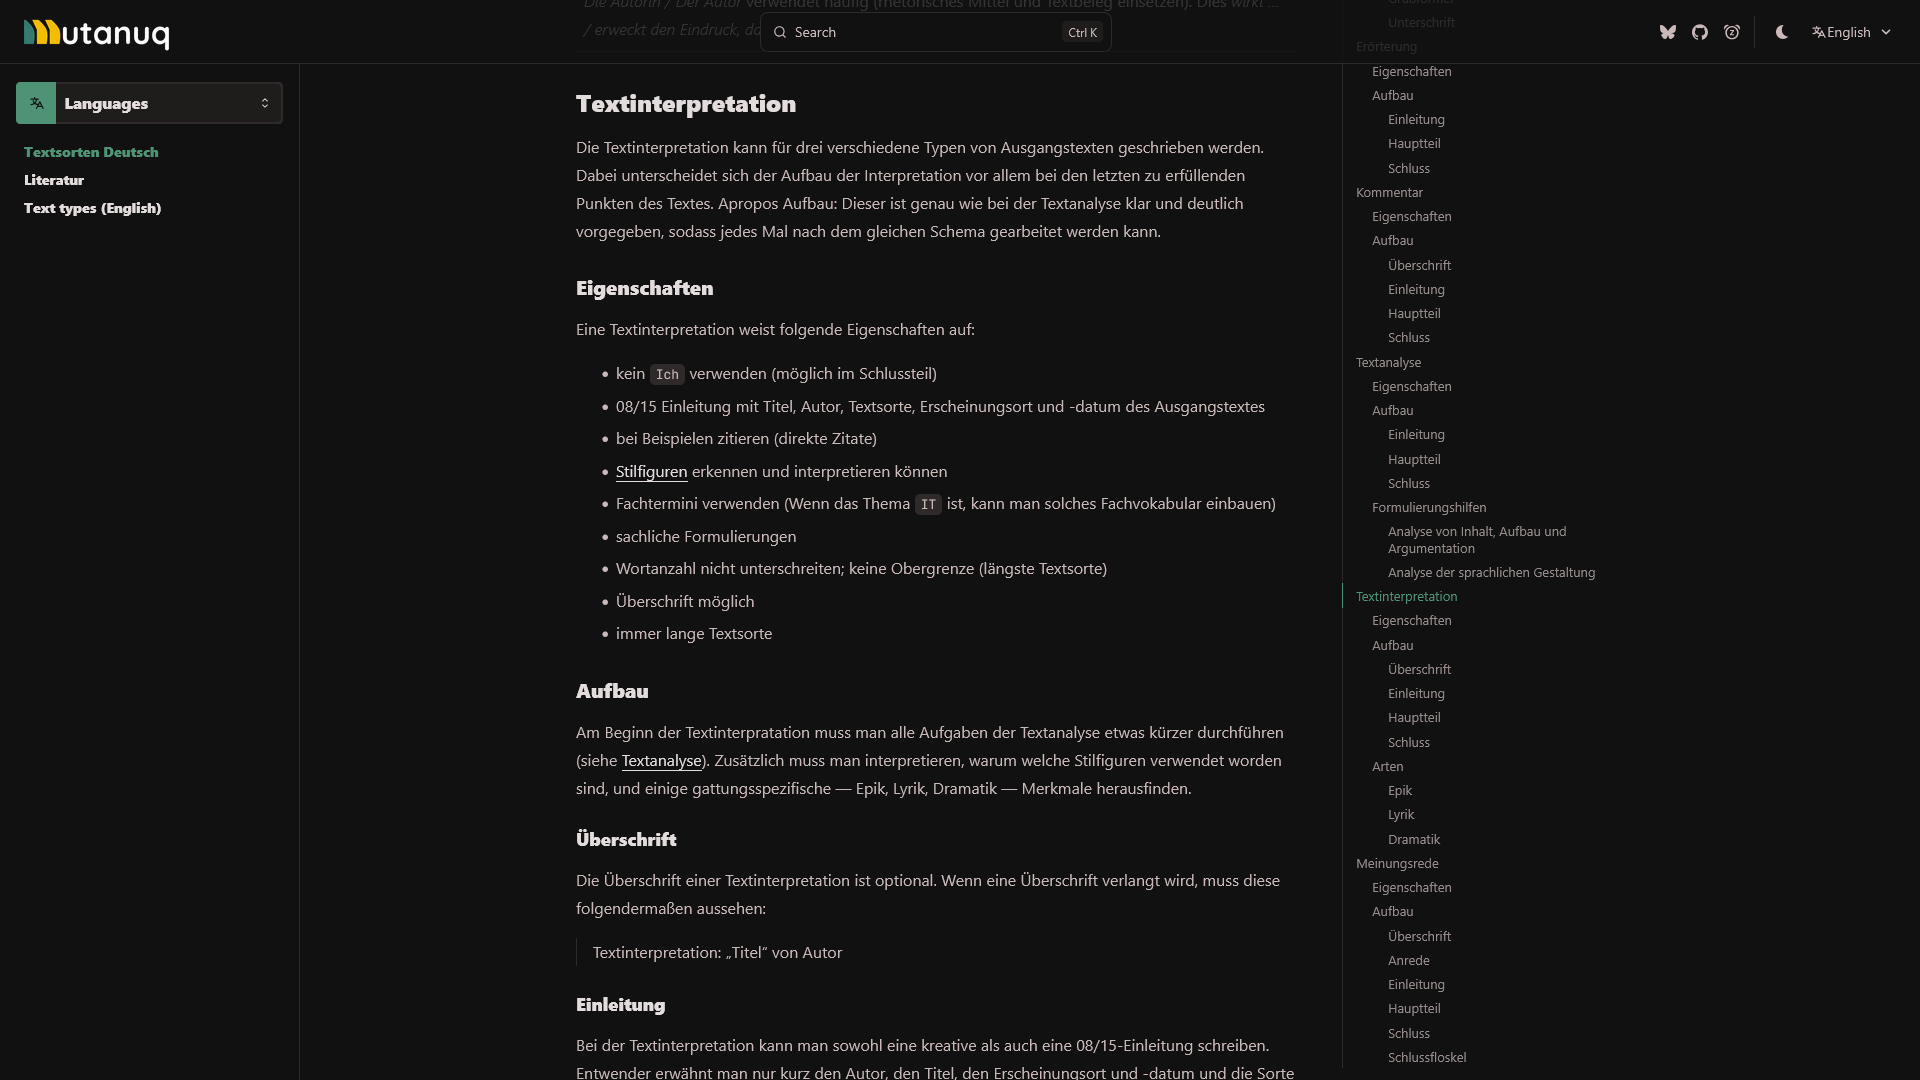 Die Autorin / Der Autor verwendet häufig (rhetorisches Mittel und Textbeleg einsetzen). Dies wirkt ...
/ erweckt den Eindruck,
utanuq
Search
Ctrl K
English
Languages
Textsorten Deutsch
Literatur
Text types (English)
Textinterpretation
Die Textinterpretation kann für drei verschiedene Typen von Ausgangstexten geschrieben werden.
Dabei unterscheidet sich der Aufbau der Interpretation vor allem bei den letzten zu erfüllenden
Punkten des Textes. Apropos Aufbau: Dieser ist genau wie bei der Textanalyse klar und deutlich
vorgegeben, sodass jedes Mal nach dem gleichen Schema gearbeitet werden kann.
Eigenschaften
Eine Textinterpretation weist folgende Eigenschaften auf:
• kein Ich verwenden (möglich im Schlussteil)
• 08/15 Einleitung mit Titel, Autor, Textsorte, Erscheinungsort und -datum des Ausgangstextes
• bei Beispielen zitieren (direkte Zitate)
• Stilfiguren erkennen und interpretieren können
• Fachtermini verwenden (Wenn das Thema IT ist, kann man solches Fachvokabular einbauen)
• sachliche Formulierungen
• Wortanzahl nicht unterschreiten; keine Obergrenze (längste Textsorte)
• Überschrift möglich
• immer lange Textsorte
Aufbau
Am Beginn der Textinterpratation muss man alle Aufgaben der Textanalyse etwas kürzer durchführen
(siehe Textanalyse). Zusätzlich muss man interpretieren, warum welche Stilfiguren verwendet worden
sind, und einige gattungsspezifische — Epik, Lyrik, Dramatik — Merkmale herausfinden.
Überschrift
Die Überschrift einer Textinterpretation ist optional. Wenn eine Überschrift verlangt wird, muss diese
folgendermaßen aussehen:
Textinterpretation: „Titel“ von Autor
Einleitung
Bei der Textinterpretation kann man sowohl eine kreative als auch eine 08/15-Einleitung schreiben.
Entweder erwähnt man nur kurz den Autor, den Titel, den Erscheinungsort und -datum und die Sorte
Unterschrift
Erörterung
Eigenschaften
Aufbau
Einleitung
Hauptteil
Schluss
Kommentar
Eigenschaften
Aufbau
Überschrift
Einleitung
Hauptteil
Schluss
Textanalyse
Eigenschaften
Aufbau
Einleitung
Hauptteil
Schluss
Formulierungshilfen
Analyse von Inhalt, Aufbau und
Argumentation
Analyse der sprachlichen Gestaltung
Textinterpretation
Eigenschaften
Aufbau
Überschrift
Einleitung
Hauptteil
Schluss
Arten
Epik
Lyrik
Dramatik
Meinungsrede
Eigenschaften
Aufbau
Überschrift
Anrede
Einleitung
Hauptteil
Schluss
Schlussfloskel